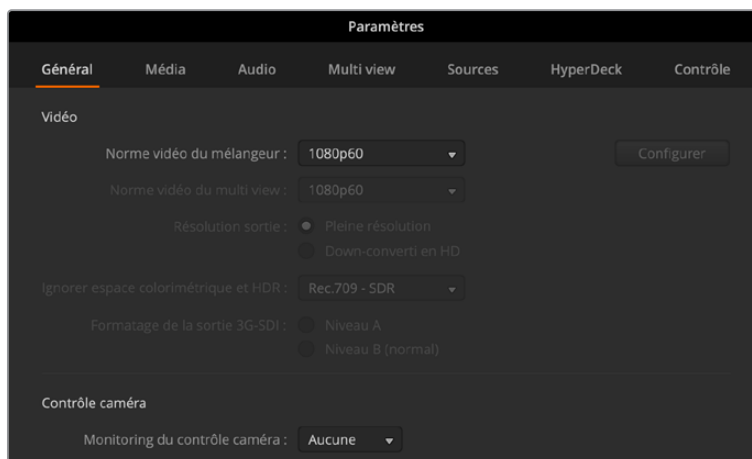 Paramètres
Général Média Audio Multi view Sources HyperDeck Contrôle
Vidéo
Norme vidéo du mélangeur : 1080p60 Configurer
Norme vidéo du multi view : 1080p60
Résolution sortie : Pleine résolution
Down-converti en HD
Ignorer espace colorimétrique et HDR : Rec.709 - SDR
Formatage de la sortie 3G-SDI : Niveau A
Niveau B (normal)
Contrôle caméra
Monitoring du contrôle caméra : Aucune